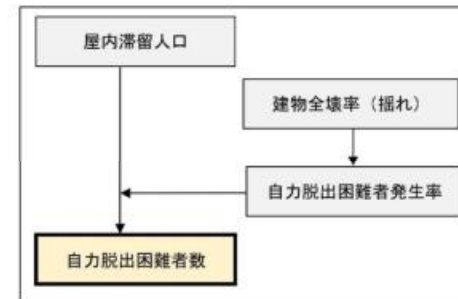 屋内滞留人口
建物全壊率（揺れ）
自力脱出困難者発生率
自力脱出困難者数